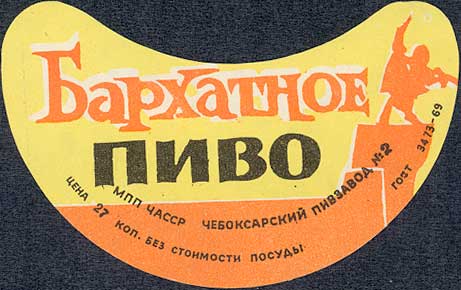 Бархатное
ПИВО
МПП ЧАССР ЧЕБОКСАРСКИЙ ПИВЗАВОД №2
ЦЕНА 27 КОП. БЕЗ СТОИМОСТИ ПОСУДЫ
ГОСТ 3473-69